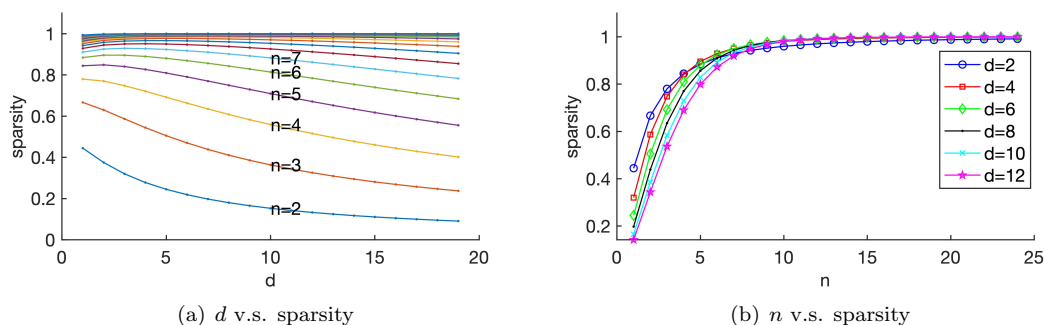 1
0.8
0.6
0.4
0.2
0
sparsity
n=7
n=6
n=5
n=4
n=3
n=2
0
5
10
15
20
d
(a) d v.s. sparsity
1
0.8
0.6
0.4
0.2
sparsity
d=2
d=4
d=6
d=8
d=10
d=12
0
5
10
15
20
25
n
(b) n v.s. sparsity